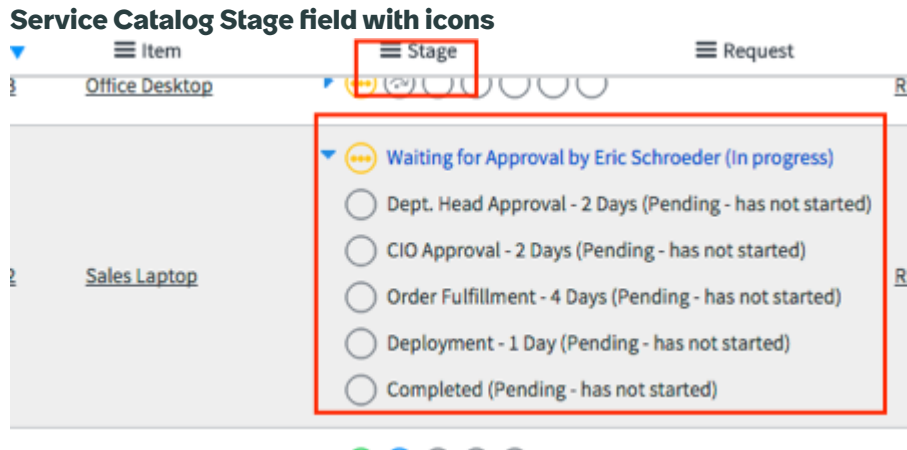 Service Catalog Stage field with icons
Item Stage Request
Office Desktop
Waiting for Approval by Eric Schroeder (In progress)
Dept. Head Approval - 2 Days (Pending - has not started)
CIO Approval - 2 Days (Pending - has not started)
Sales Laptop
Order Fulfillment - 4 Days (Pending - has not started)
Deployment - 1 Day (Pending - has not started)
Completed (Pending - has not started)